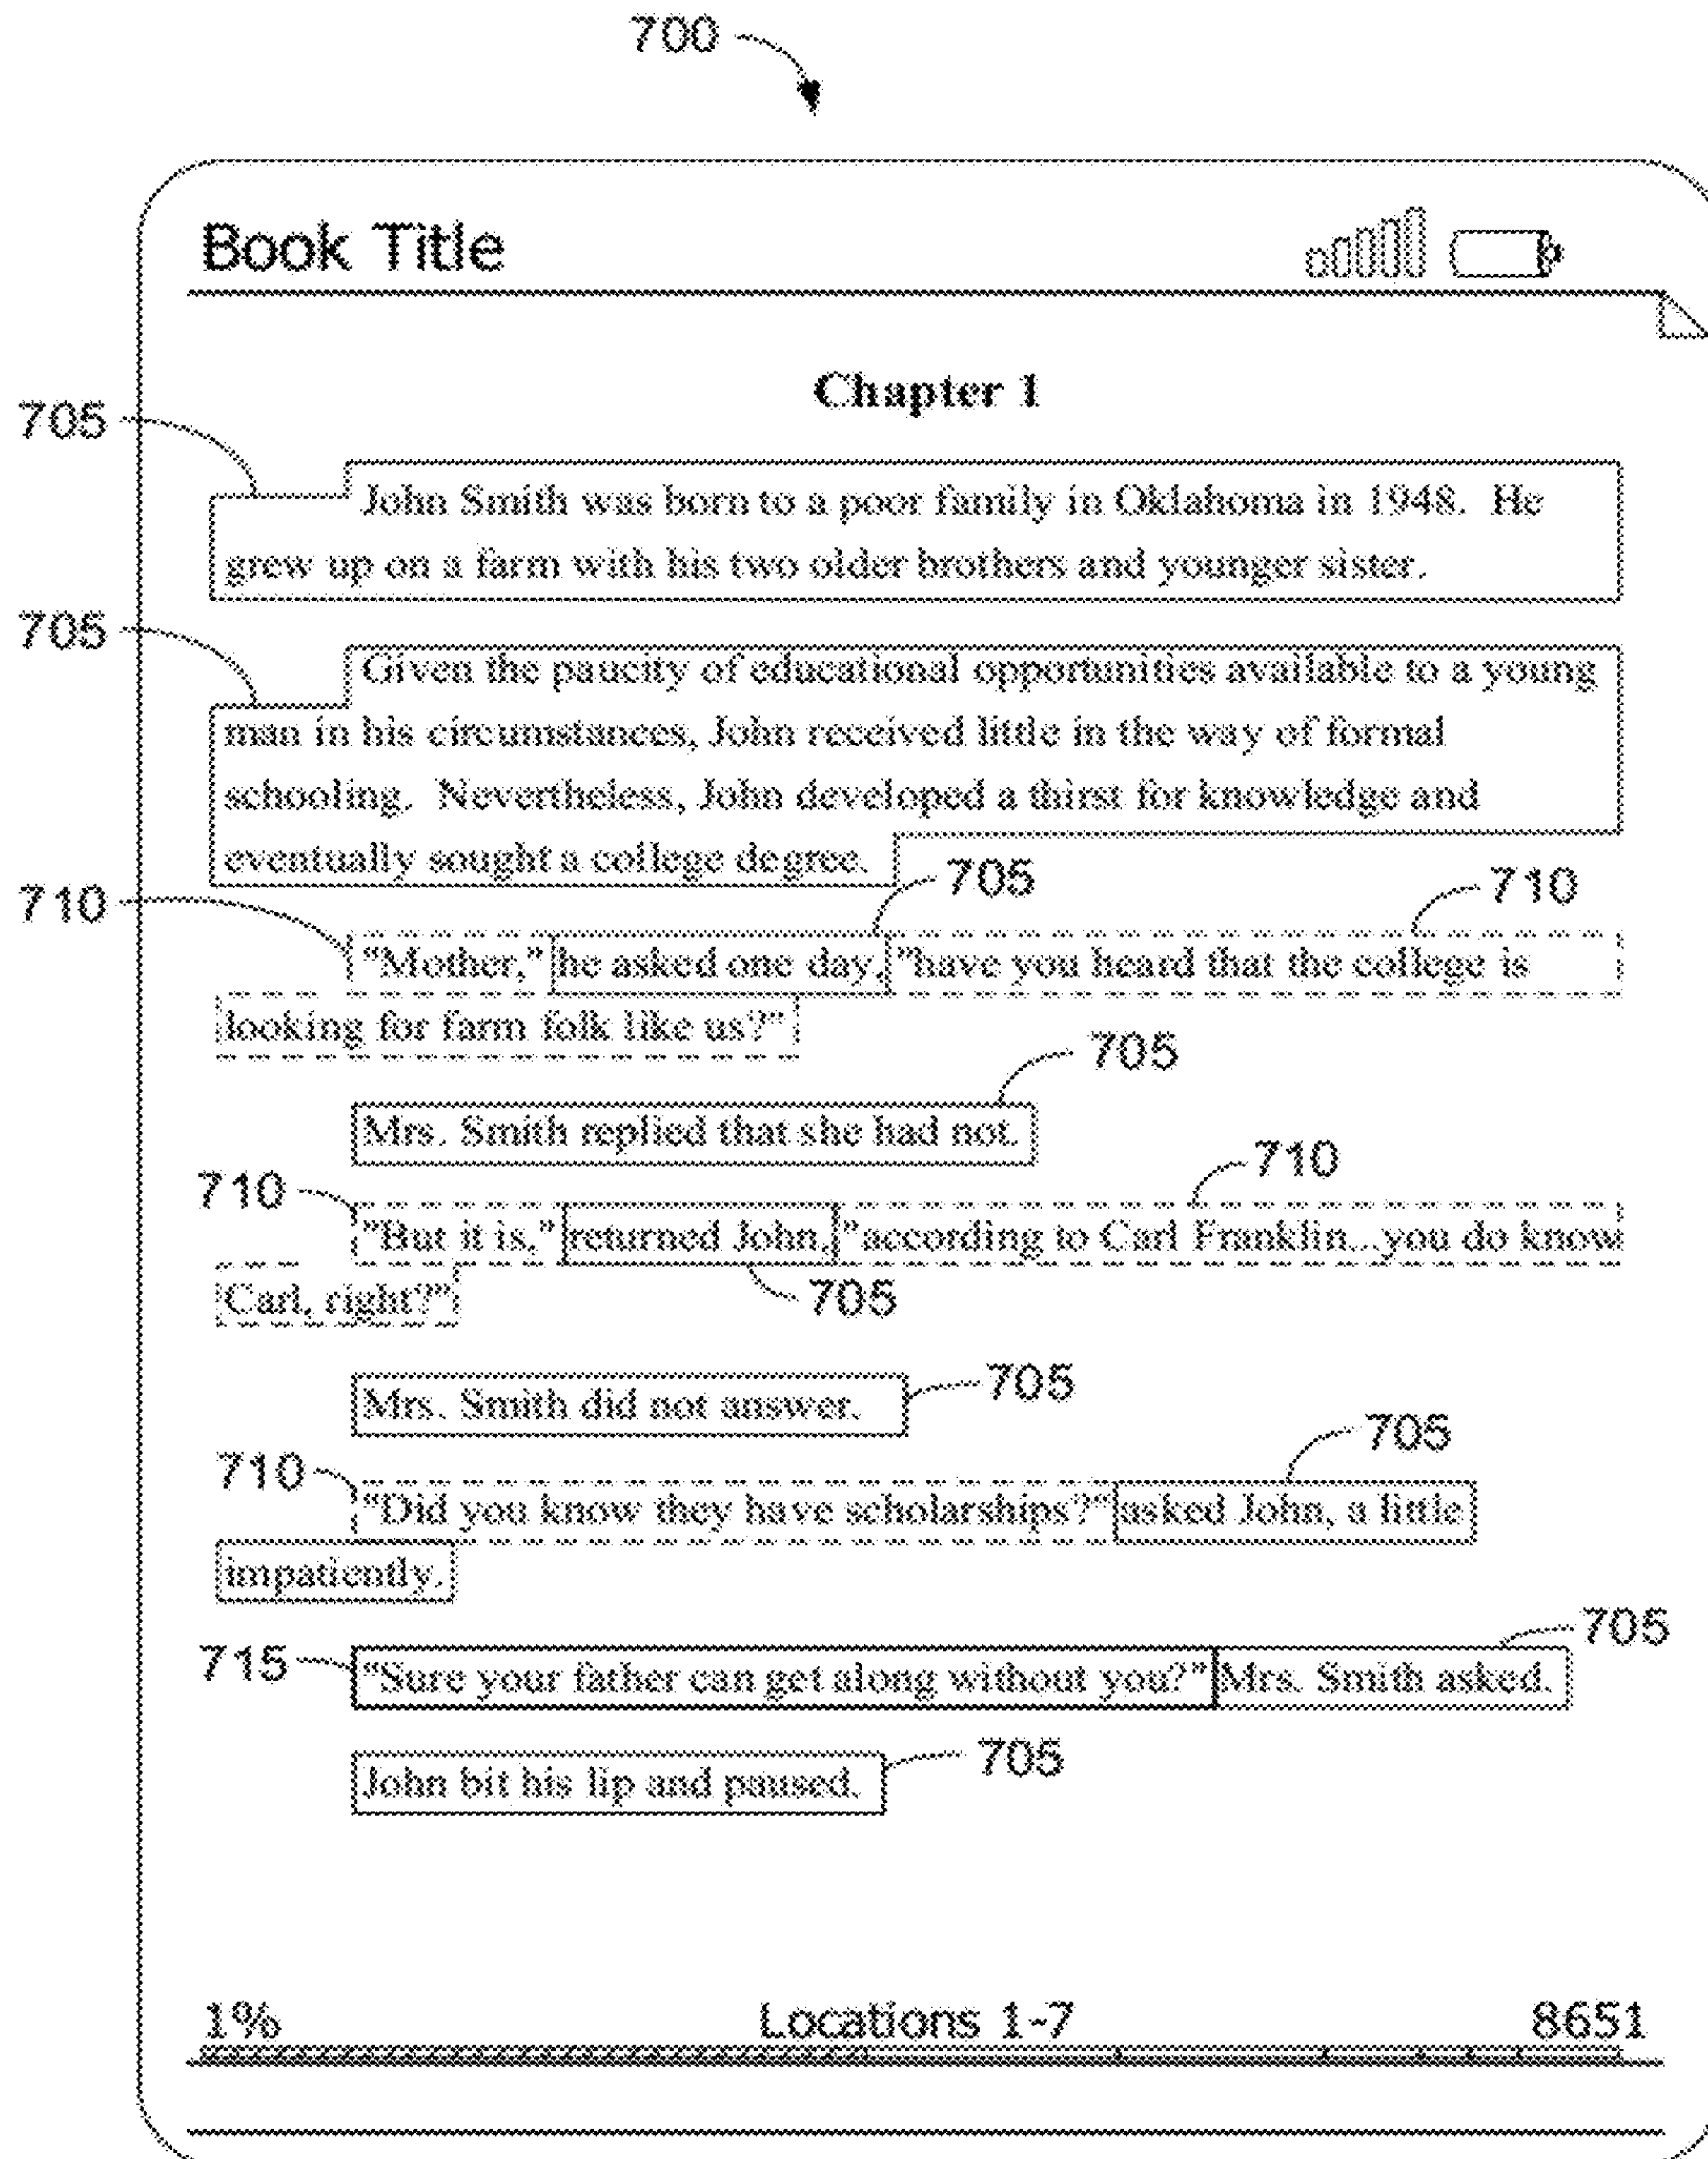 700
Book Title
Chapter 1
705
John Smith was born to a poor family in Oklahoma in 1948. He
grew up on a farm with his two older brothers and younger sister.
705
Given the paucity of educational opportunities available to a young
man in his circumstances, John received little in the way of formal
schooling. Nevertheless, John developed a thirst for knowledge and
eventually sought a college degree.
710 705 710
"Mother," he asked one day, "have you heard that the college is
looking for farm folk like us?"
705
Mrs. Smith replied that she had not.
710 710
"But it is," returned John, "according to Carl Franklin...you do know
Carl, right?"
705
Mrs. Smith did not answer.
705
710 705
"Did you know they have scholarships?" asked John, a little
impatiently.
705
715 "Sure your father can get along without you?" Mrs. Smith asked.
John bit his lip and paused.
705
1% Locations 1-7 8651